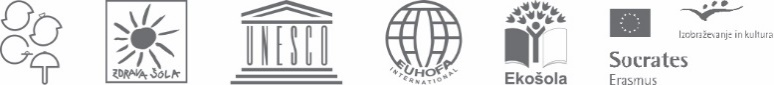 ZDRAVA ŠOLA
UNESCO
EUHOFA
INTERNATIONAL
Ekošola
Izobraževanje in kultura
Socrates
Erasmus